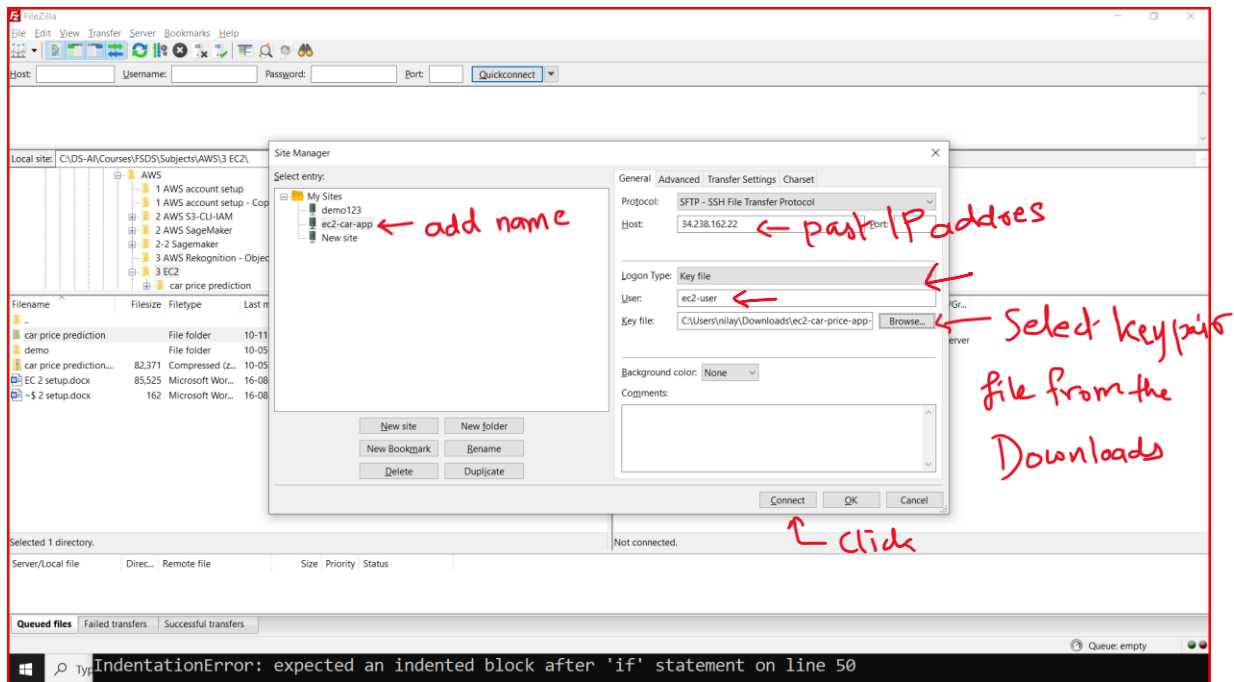 FileZilla
File Edit View Transfer Server Bookmarks Help
Host: Username: Password: Port: Quickconnect
Local site: C:\DS-AI\Courses\FSDS\Subjects\AWS\3 EC2\
AWS
1 AWS account setup
1 AWS account setup - Cop
2 AWS S3-CLI-IAM
2 AWS SageMaker
2-2 Sagemaker
3 AWS Rekognition - Objec
3 EC2
car price prediction
Filename Filesize Filetype Last m
..
car price prediction File folder 10-11
demo File folder 10-05
car price prediction.... 82,371 Compressed (z... 10-05
EC 2 setup.docx 85,525 Microsoft Wor... 16-08
~$ 2 setup.docx 162 Microsoft Wor... 16-08
Selected 1 directory.
Site Manager
Select entry:
My Sites
demo123
ec2-car-app
New site
add name
New site New folder
New Bookmark Rename
Delete Duplicate
General Advanced Transfer Settings Charset
Protocol: SFTP - SSH File Transfer Protocol
Host: 34.238.162.22 Port:
past IP addres
Logon Type: Key file
User: ec2-user
Key file: C:\Users\nilay\Downloads\ec2-car-price-app- Browse...
Select keypair
file from the
Downloads
Background color: None
Comments:
Connect OK Cancel
Click
/Gr...
erver
Not connected.
Server/Local file Direc... Remote file Size Priority Status
Queued files Failed transfers Successful transfers
Queue: empty
Typ
IndentationError: expected an indented block after 'if' statement on line 50